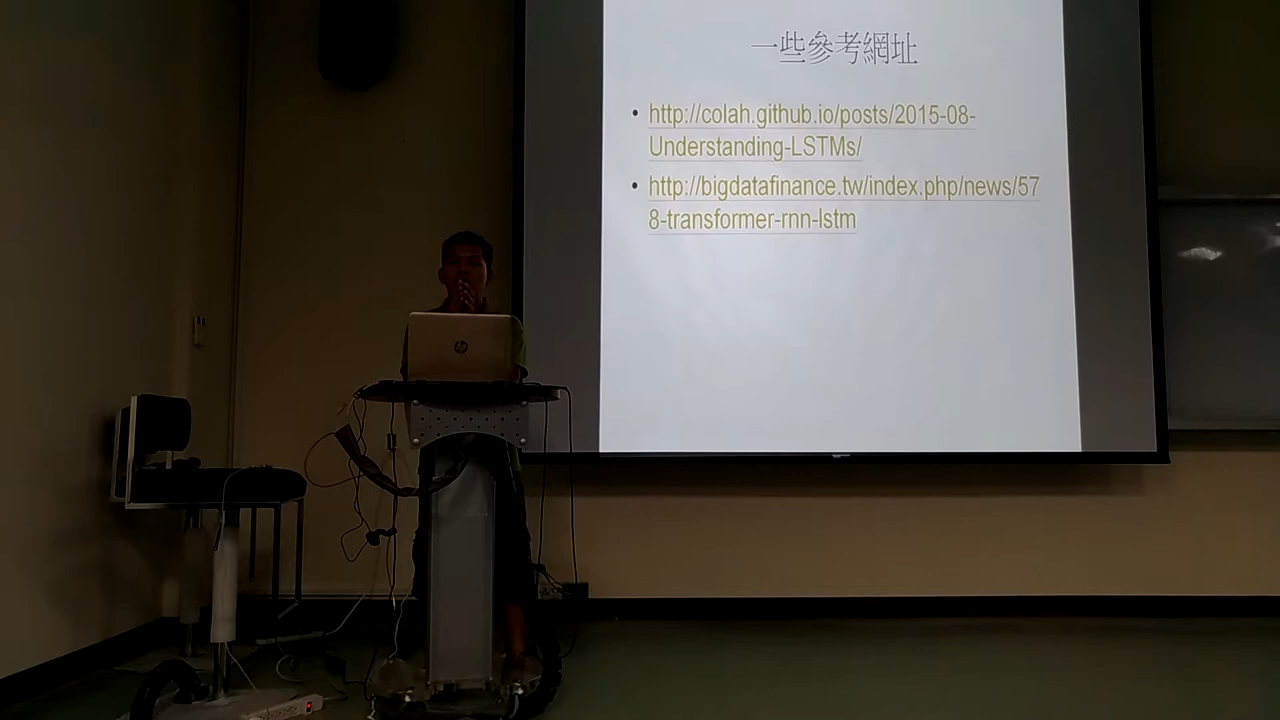 一些參考網址
• http://colah.github.io/posts/2015-08-
Understanding-LSTMs/
• http://bigdatafinance.tw/index.php/news/57
8-transformer-rnn-lstm
hp